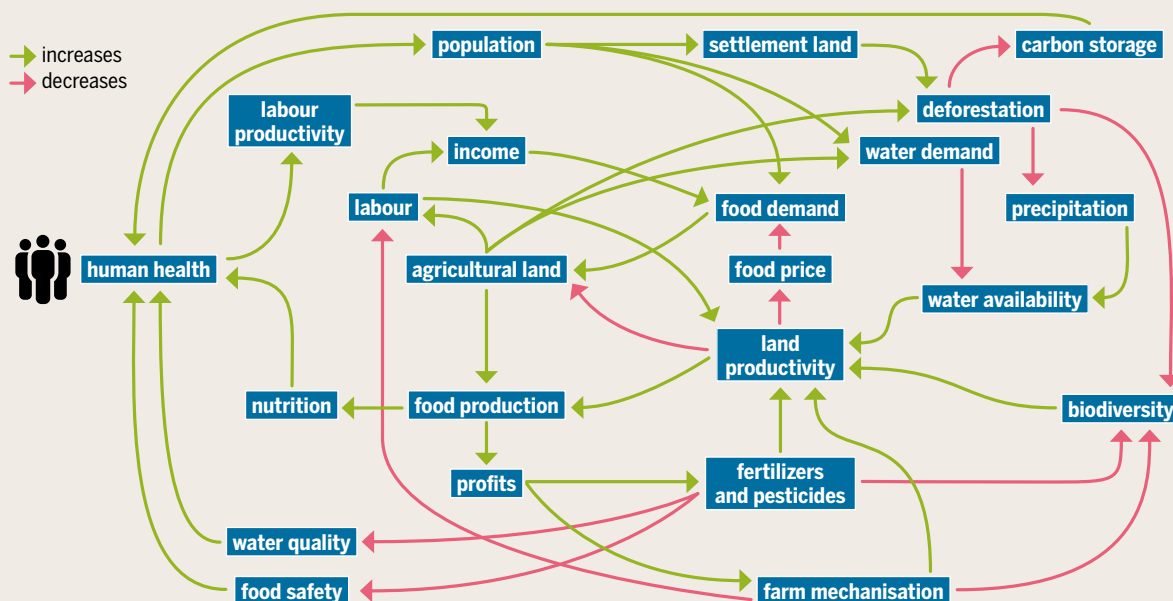 increases
decreases
population
settlement land
carbon storage
labour
productivity
deforestation
income
water demand
labour
food demand
precipitation
human health
agricultural land
food price
water availability
land
productivity
nutrition
food production
biodiversity
profits
fertilizers
and pesticides
water quality
food safety
farm mechanisation